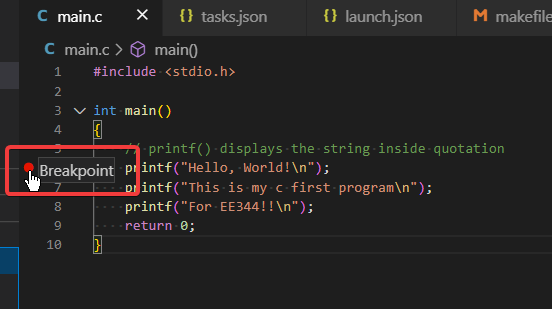 C main.c × {} tasks.json {} launch.json M makefile
C main.c > main()
1 #include <stdio.h>
2
3 int main()
4 {
// printf() displays the string inside quotation
Breakpoint printf("Hello, World!\n");
7 printf("This is my c first program\n");
8 printf("For EE344!!\n");
9 return 0;
10 }